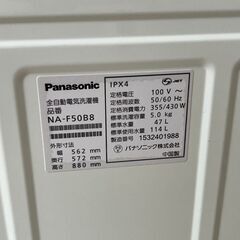 Panasonic
全自動電気洗濯機
品番
NA-F50B8
外形寸法
幅 562 mm
奥行 572 mm
高さ 880 mm
IPX4
JET
定格電圧 100 V~
定格周波数 50/60 Hz
定格消費電力 355/430 W
標準洗濯容量 5.0 kg
標準水量 47 L
標準使用水量 114 L
1532401988
パナソニック株式会社
中国製